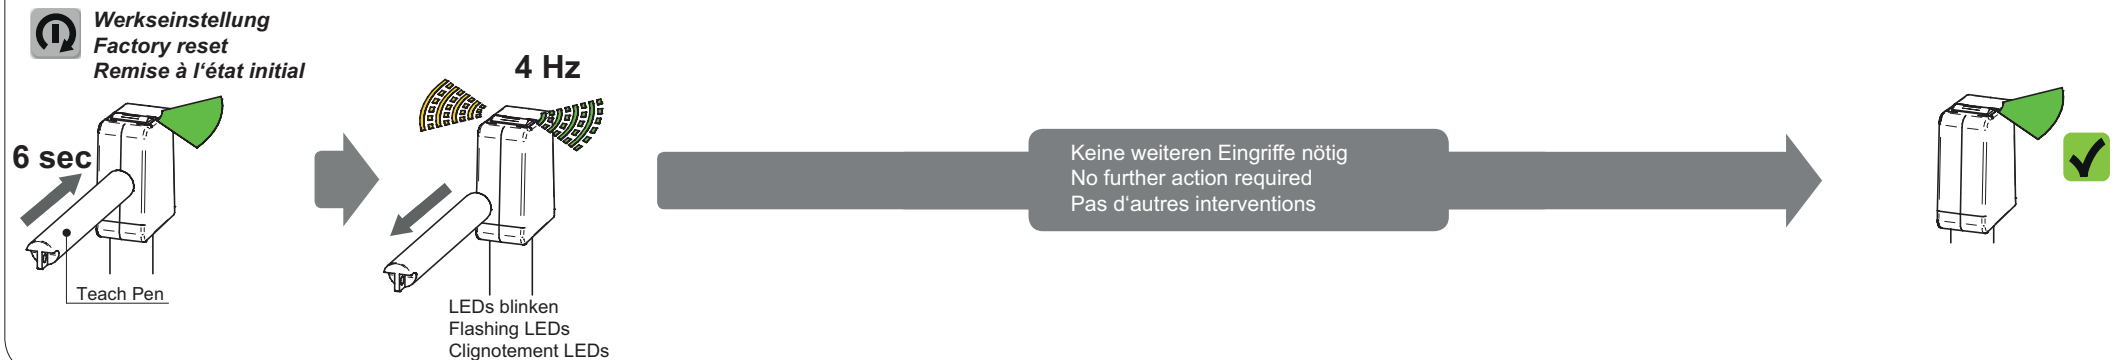 Werkseinstellung
Factory reset
Remise à l‘état initial
4 Hz
6 sec
Keine weiteren Eingriffe nötig
No further action required
Pas d‘autres interventions
Teach Pen
LEDs blinken
Flashing LEDs
Clignotement LEDs